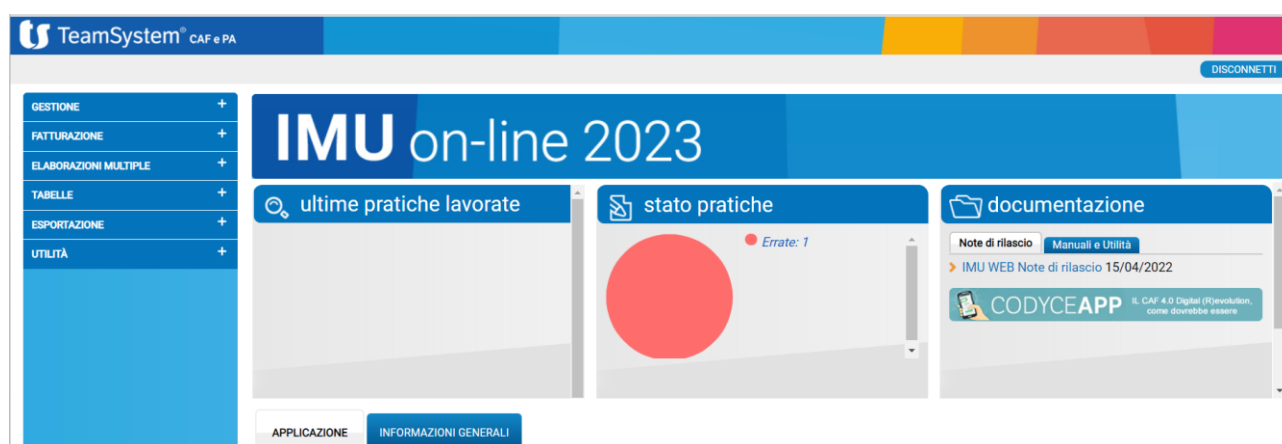 TeamSystem® CAF e PA
DISCONNETTI
GESTIONE +
FATTURAZIONE +
ELABORAZIONI MULTIPLE +
TABELLE +
ESPORTAZIONE +
UTILITÀ +
IMU on-line 2023
ultime pratiche lavorate
stato pratiche
Errate: 1
documentazione
Note di rilascio Manuali e Utilità
IMU WEB Note di rilascio 15/04/2022
CODYCEAPP
IL CAF 4.0 Digital (R)evolution,
come dovrebbe essere
APPLICAZIONE INFORMAZIONI GENERALI